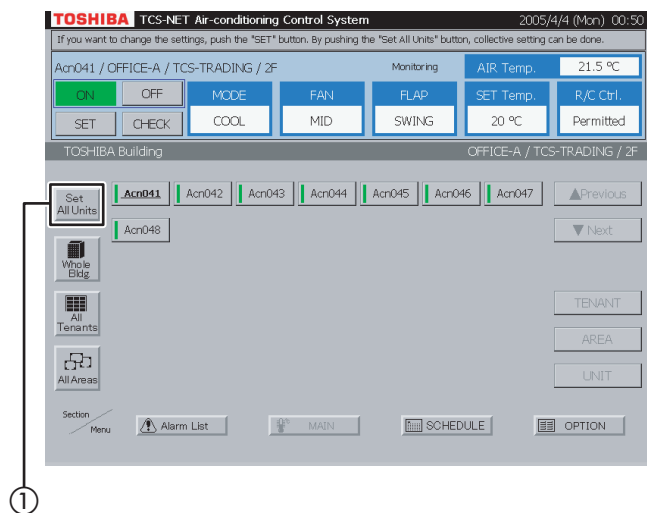 TOSHIBA TCS-NET Air-conditioning Control System 2005/4/4 (Mon) 00:50
If you want to change the settings, push the "SET" button. By pushing the "Set All Units" button, collective setting can be done.
Acn041 / OFFICE-A / TCS-TRADING / 2F Monitoring AIR Temp. 21.5 ºC
ON OFF MODE FAN FLAP SET Temp. R/C Ctrl.
SET CHECK COOL MID SWING 20 ºC Permitted
TOSHIBA Building OFFICE-A / TCS-TRADING / 2F
Set
All Units
Acn041 Acn042 Acn043 Acn044 Acn045 Acn046 Acn047 ▲Previous
Acn048 ▼ Next
Whole
Bldg.
All
Tenants
TENANT
AREA
All Areas
UNIT
Section
Menu
Alarm List MAIN SCHEDULE OPTION
①